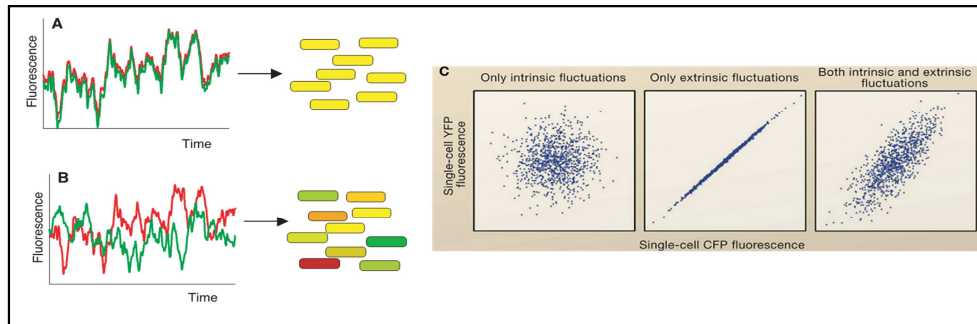 A
Fluorescence
Time
B
Fluorescence
Time
C
Only intrinsic fluctuations
Only extrinsic fluctuations
Both intrinsic and extrinsic
fluctuations
Single-cell YFP
fluorescence
Single-cell CFP fluorescence